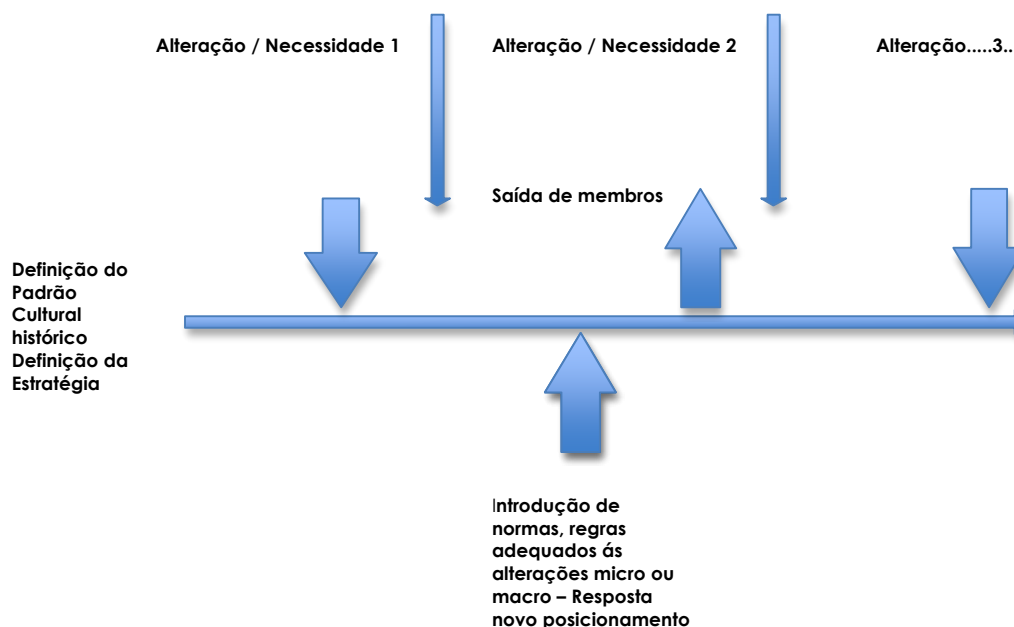 Alteração / Necessidade 1
Alteração / Necessidade 2
Alteração.....3..
Saída de membros
Definição do
Padrão
Cultural
histórico
Definição da
Estratégia
Introdução de
normas, regras
adequados ás
alterações micro ou
macro – Resposta
novo posicionamento